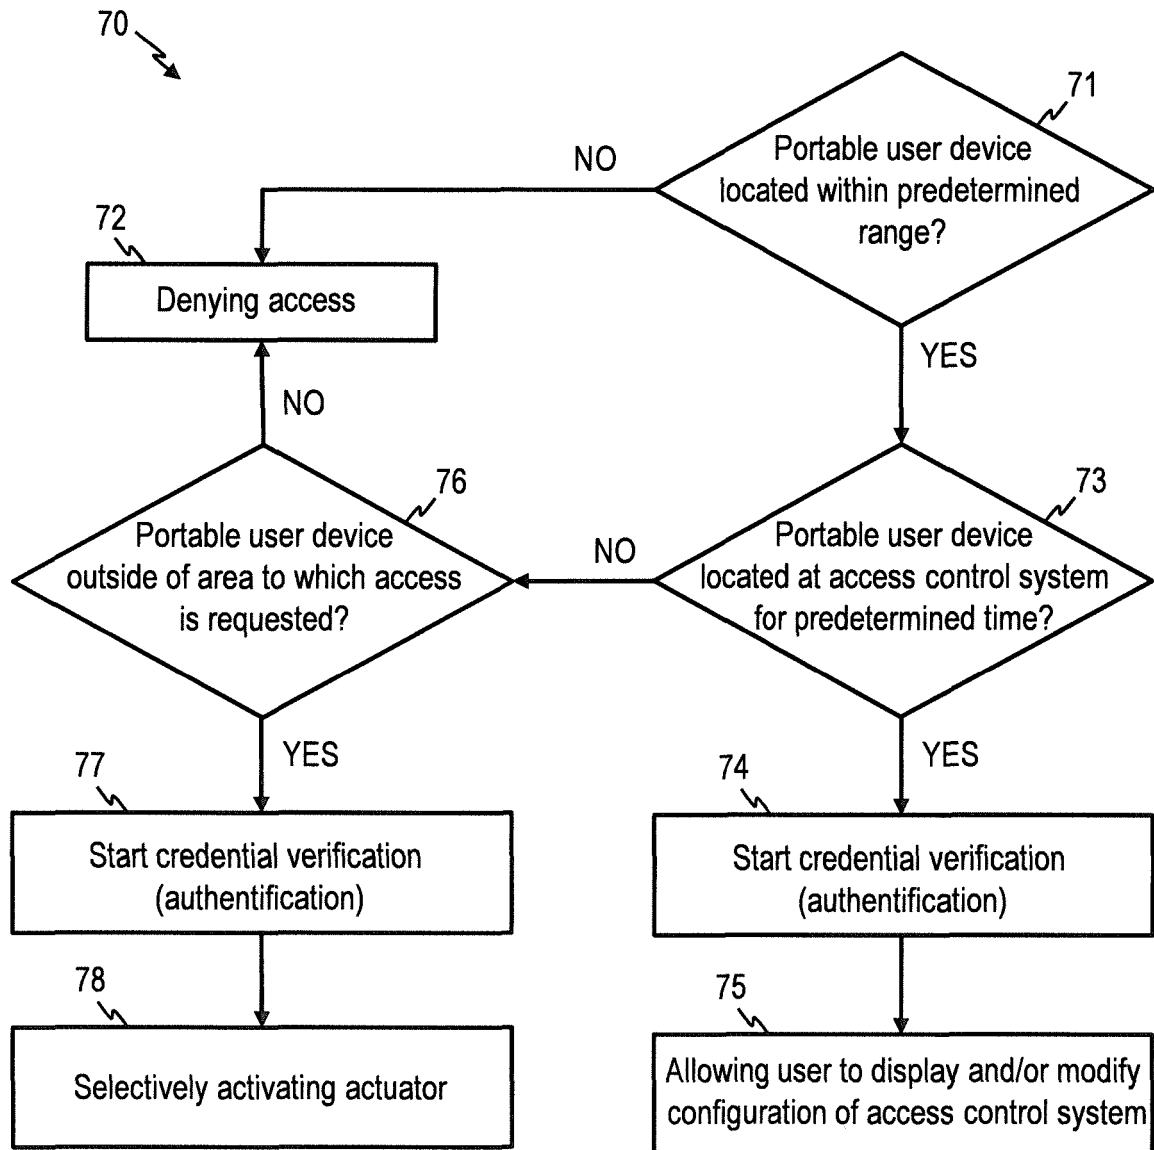 70
71
Portable user device
located within predetermined
range?
NO
72
Denying access
YES
NO
76
Portable user device
outside of area to which access
is requested?
NO
73
Portable user device
located at access control system
for predetermined time?
YES
77
Start credential verification
(authentification)
YES
74
Start credential verification
(authentification)
78
Selectively activating actuator
75
Allowing user to display and/or modify
configuration of access control system